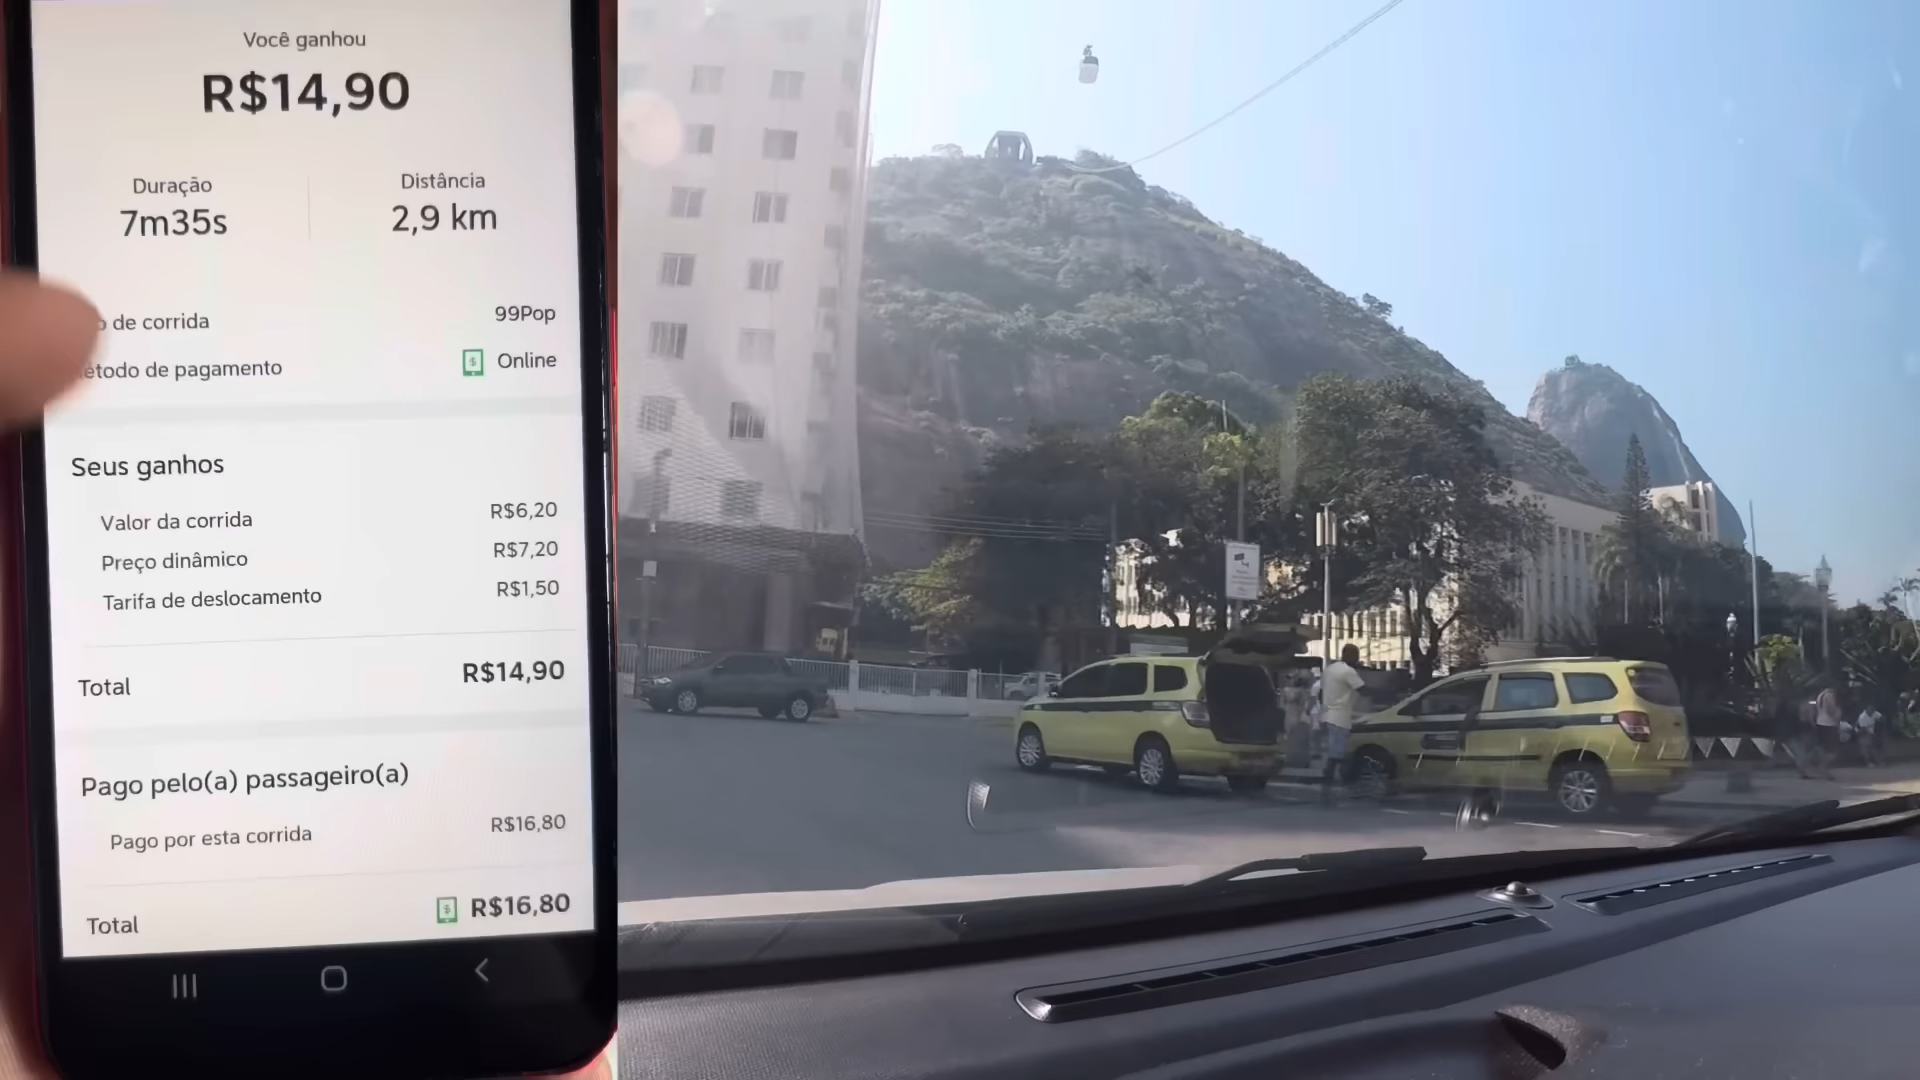 Você ganhou
R$14,90
Duração
Distância
7m35s
2,9 km
de corrida
99Pop
étodo de pagamento
Online
Seus ganhos
Valor da corrida
R$6,20
Preço dinâmico
R$7,20
Tarifa de deslocamento
R$1,50
Total
R$14,90
Pago pelo(a) passageiro(a)
Pago por esta corrida
R$16,80
Total
R$16,80